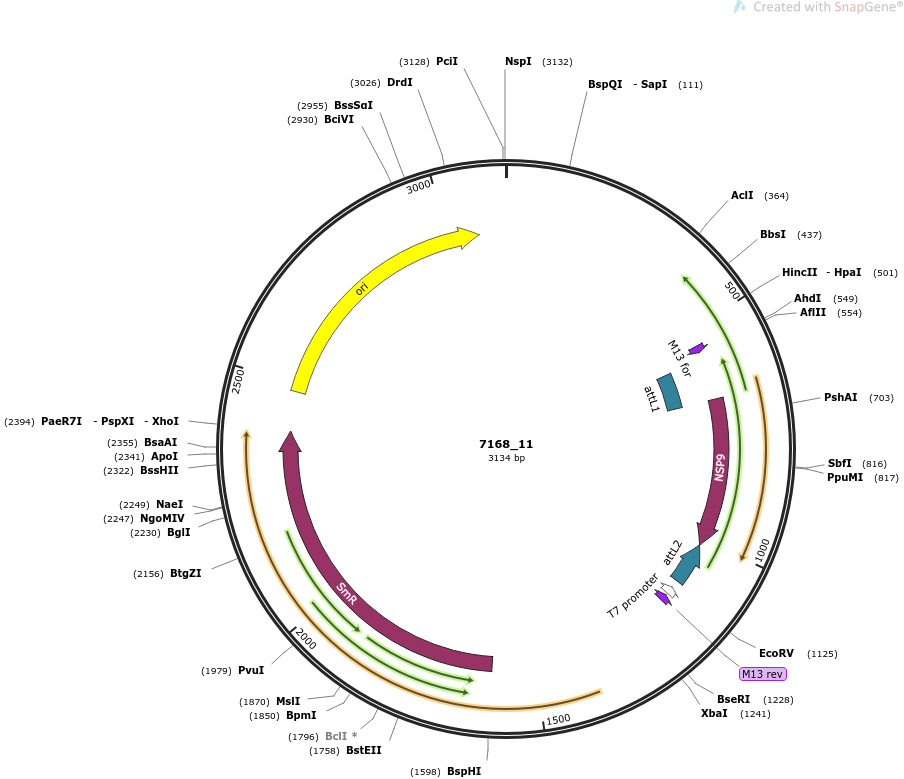 Created with SnapGene®
(3128) PciI
NspI (3132)
(3026) DrdI
BspQI - SapI (111)
(2955) BssSαI
(2930) BciVI
3000
AclI (364)
BbsI (437)
HincII - HpaI (501)
500
AhdI (549)
AflII (554)
ori
M13 for
attL1
2500
PshAI (703)
(2394) PaeR7I - PspXI - XhoI
(2355) BsaAI
(2341) ApoI
(2322) BssHII
7168_11
3134 bp
NSP9
SbfI (816)
PpuMI (817)
(2249) NaeI
(2247) NgoMIV
(2230) BglI
attL2
1000
(2156) BtgZI
SmR
T7 promoter
2000
EcoRV (1125)
(1979) PvuI
M13 rev
(1870) MslI
(1850) BpmI
BseRI (1228)
XbaI (1241)
1500
(1796) BclI *
(1758) BstEII
(1598) BspHI